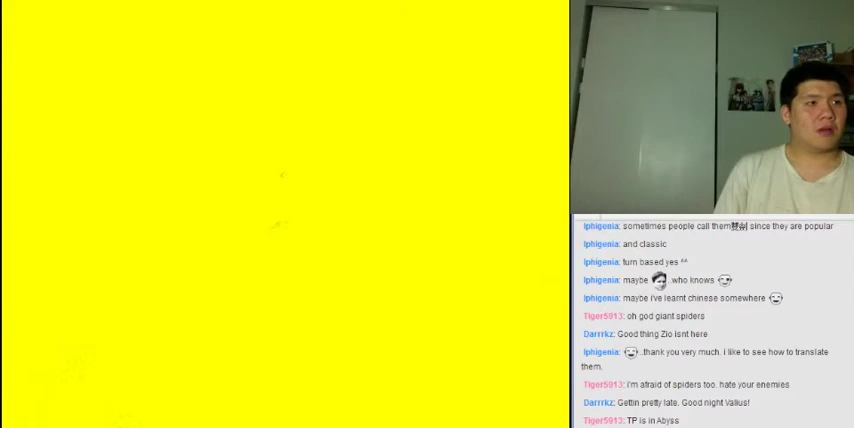 Iphigenia: sometimes people call them since they are popular
Iphigenia: and classic
Iphigenia: turn based yes ^^
Iphigenia: maybe ..who knows
Iphigenia: maybe i've learnt chinese somewhere
Tiger5913: oh god giant spiders
Darrrkz: Good thing Zio isnt here
Iphigenia: ..thank you very much. i like to see how to translate
them.
Tiger5913: i'm afraid of spiders too. hate your enemies
Darrrkz: Gettin pretty late. Good night Valkus!
Tiger5913: TP is in Abyss